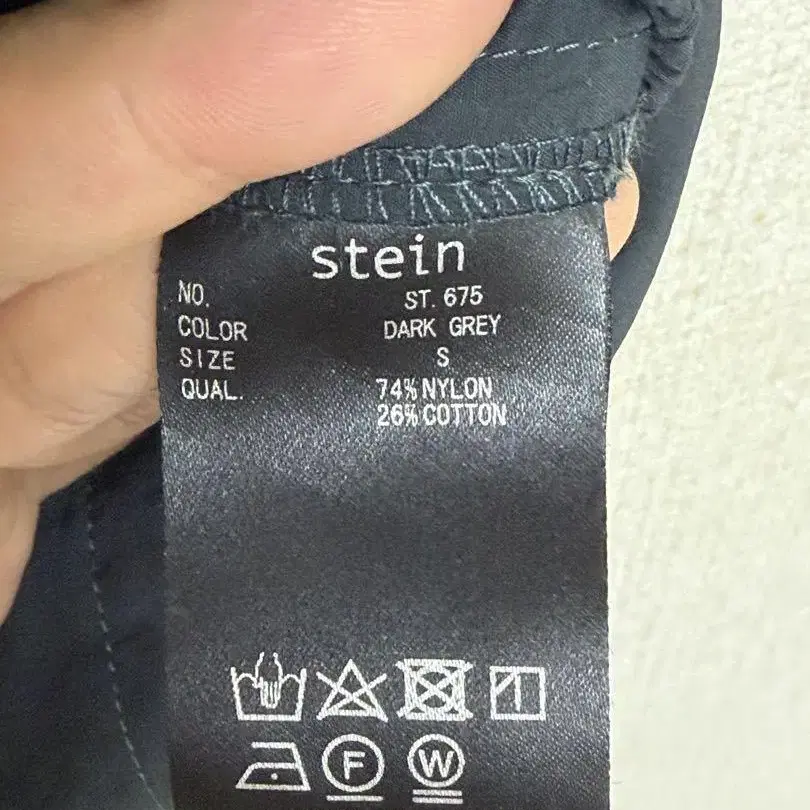 stein
NO. ST. 675
COLOR DARK GREY
SIZE S
QUAL. 74% NYLON
26% COTTON
F W